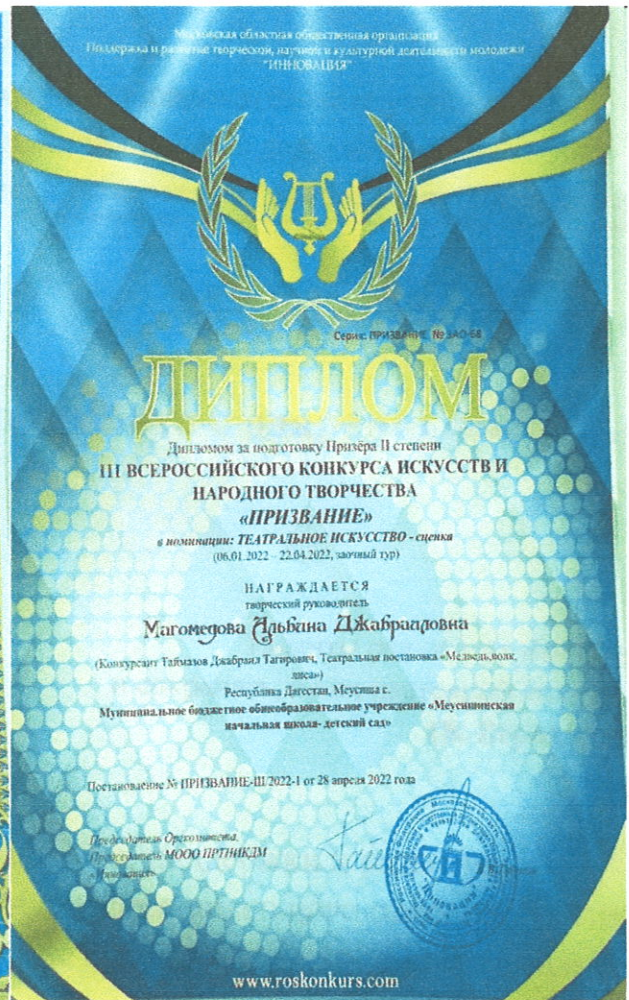 Московская областная общественная организация
Поддержка и развитие творческой, научной и культурной деятельности молодежи
"ИННОВАЦИЯ"
Серия: ПРИЗВАНИЕ № ЗАО-68
ДИПЛОМ
Дипломом за подготовку Призёра II степени
III ВСЕРОССИЙСКОГО КОНКУРСА ИСКУССТВ И
НАРОДНОГО ТВОРЧЕСТВА
«ПРИЗВАНИЕ»
в номинации: ТЕАТРАЛЬНОЕ ИСКУССТВО - сценка
(06.01.2022 – 22.04.2022, заочный тур)
НАГРАЖДАЕТСЯ
творческий руководитель
Магомедова Альбина Джабраиловна
(Конкурсант Таймазов Джабраил Тагирович, Театральная постановка «Медведь,волк,
лиса»)
Республика Дагестан, Меусиша с.
Муниципальное бюджетное общеобразовательное учреждение «Меусишинская
начальная школа- детский сад»
Постановление № ПРИЗВАНИЕ-III/2022-1 от 28 апреля 2022 года
Председатель Оргкомитета,
Председатель МООО ПРТНИКДМ
«Инновация»
www.roskonkurs.com